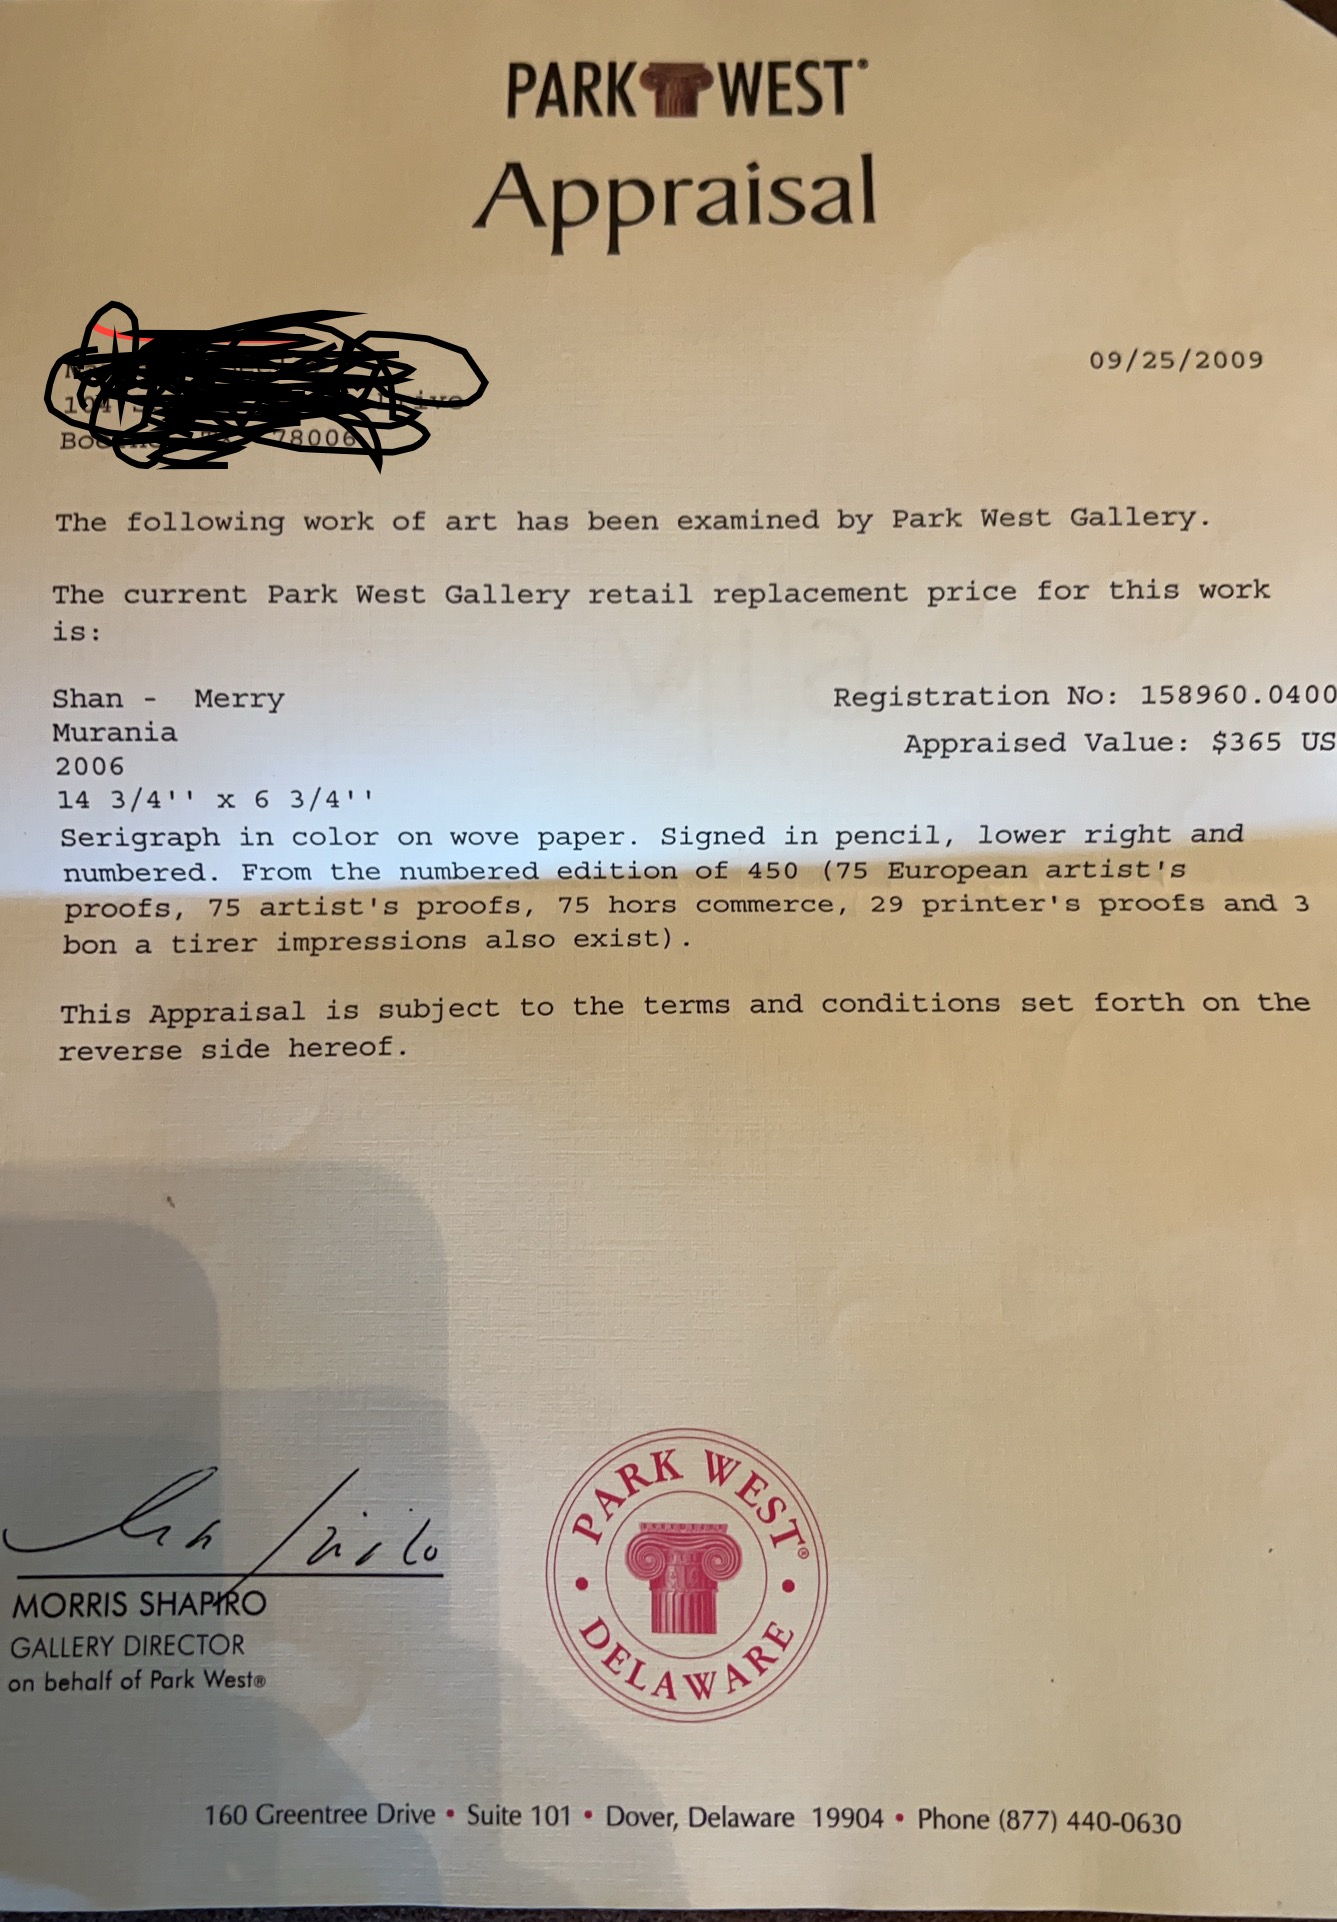 PARK WEST®
Appraisal
09/25/2009
78006
The following work of art has been examined by Park West Gallery.
The current Park West Gallery retail replacement price for this work
is:
Shan - Merry
Registration No: 158960.0400
Murania
Appraised Value: $365 US
2006
14 3/4'' x 6 3/4''
Serigraph in color on wove paper. Signed in pencil, lower right and
numbered. From the numbered edition of 450 (75 European artist's
proofs, 75 artist's proofs, 75 hors commerce, 29 printer's proofs and 3
bon a tirer impressions also exist).
This Appraisal is subject to the terms and conditions set forth on the
reverse side hereof.
MORRIS SHAPIRO
GALLERY DIRECTOR
on behalf of Park West®
PARK WEST®
• DELAWARE •
160 Greentree Drive • Suite 101 • Dover, Delaware 19904 • Phone (877) 440-0630